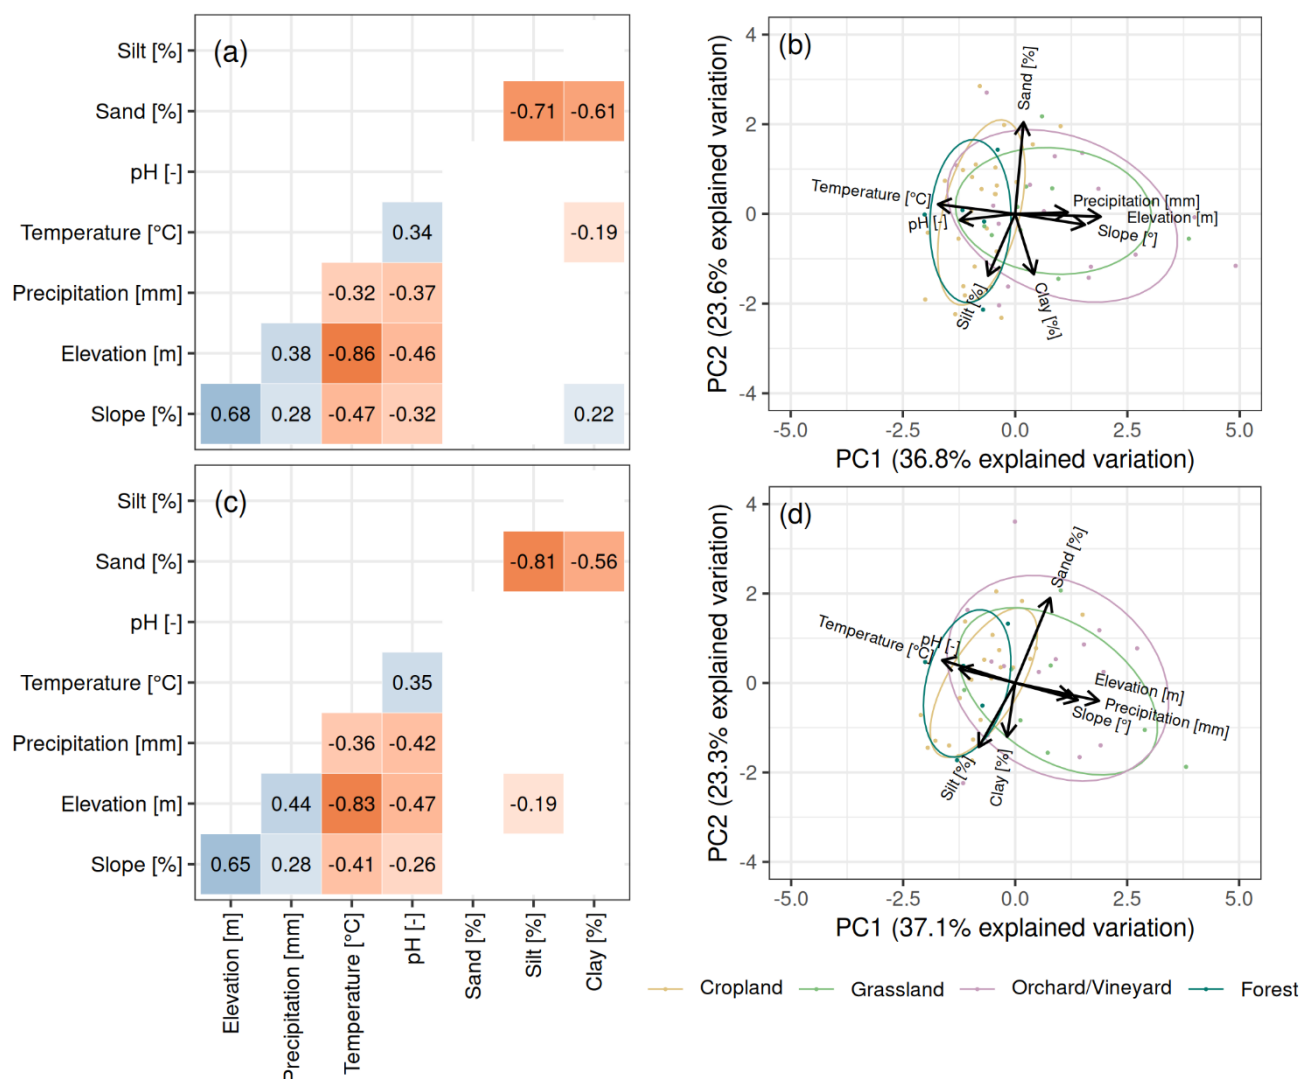 (a)
Silt [%]
Sand [%]
-0.71 -0.61
pH [-]
Temperature [°C]
0.34 -0.19
Precipitation [mm]
-0.32 -0.37
Elevation [m]
0.38 -0.86 -0.46
Slope [%]
0.68 0.28 -0.47 -0.32 0.22
(b)
4
2
0
-2
-4
PC2 (23.6% explained variation)
Sand [%]
Temperature [°C]
pH [-]
Precipitation [mm]
Elevation [m]
Slope [°]
Silt [%]
Clay [%]
-5.0 -2.5 0.0 2.5 5.0
PC1 (36.8% explained variation)
(c)
Silt [%]
Sand [%]
-0.81 -0.56
pH [-]
Temperature [°C]
0.35
Precipitation [mm]
-0.36 -0.42
Elevation [m]
0.44 -0.83 -0.47 -0.19
Slope [%]
0.65 0.28 -0.41 -0.26
Elevation [m]
Precipitation [mm]
Temperature [°C]
pH [-]
Sand [%]
Silt [%]
Clay [%]
(d)
4
2
0
-2
-4
PC2 (23.3% explained variation)
Sand [%]
Temperature [°C]
pH [-]
Elevation [m]
Precipitation [mm]
Slope [°]
Silt [%]
Clay [%]
-5.0 -2.5 0.0 2.5 5.0
PC1 (37.1% explained variation)
Cropland Grassland Orchard/Vineyard Forest